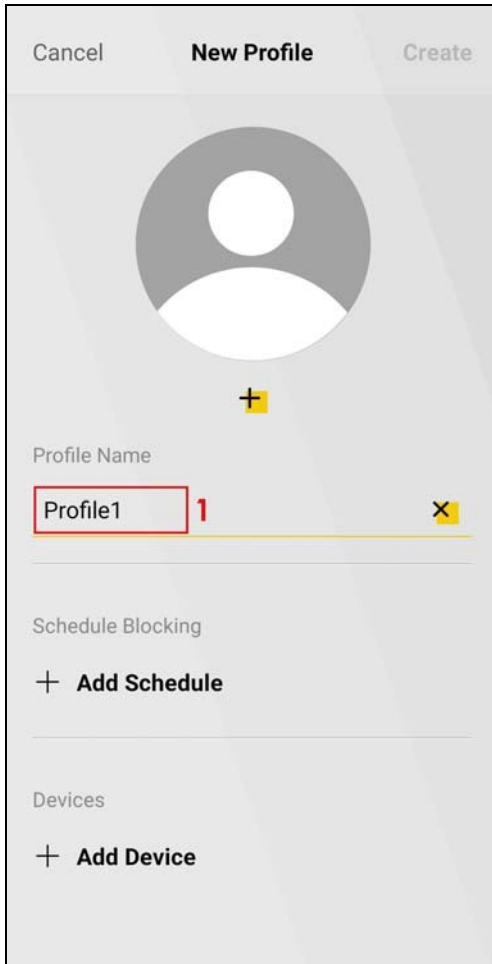 Cancel New Profile Create
Profile Name
Profile1 1
Schedule Blocking
+ Add Schedule
Devices
+ Add Device